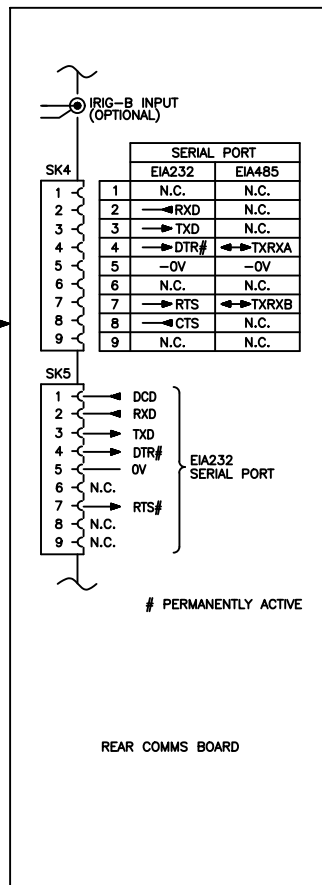 IRIG-B INPUT
(OPTIONAL)
SK4
1
2
3
4
5
6
7
8
9
SERIAL PORT
EIA232 EIA485
1 N.C. N.C.
2 RXD N.C.
3 TXD N.C.
4 DTR# TXRXA
5 -0V -0V
6 N.C. N.C.
7 RTS TXRXB
8 CTS N.C.
9 N.C. N.C.
SK5
1 DCD
2 RXD
3 TXD
4 DTR#
5 0V
6 N.C.
7 RTS#
8 N.C.
9 N.C.
EIA232
SERIAL PORT
# PERMANENTLY ACTIVE
REAR COMMS BOARD